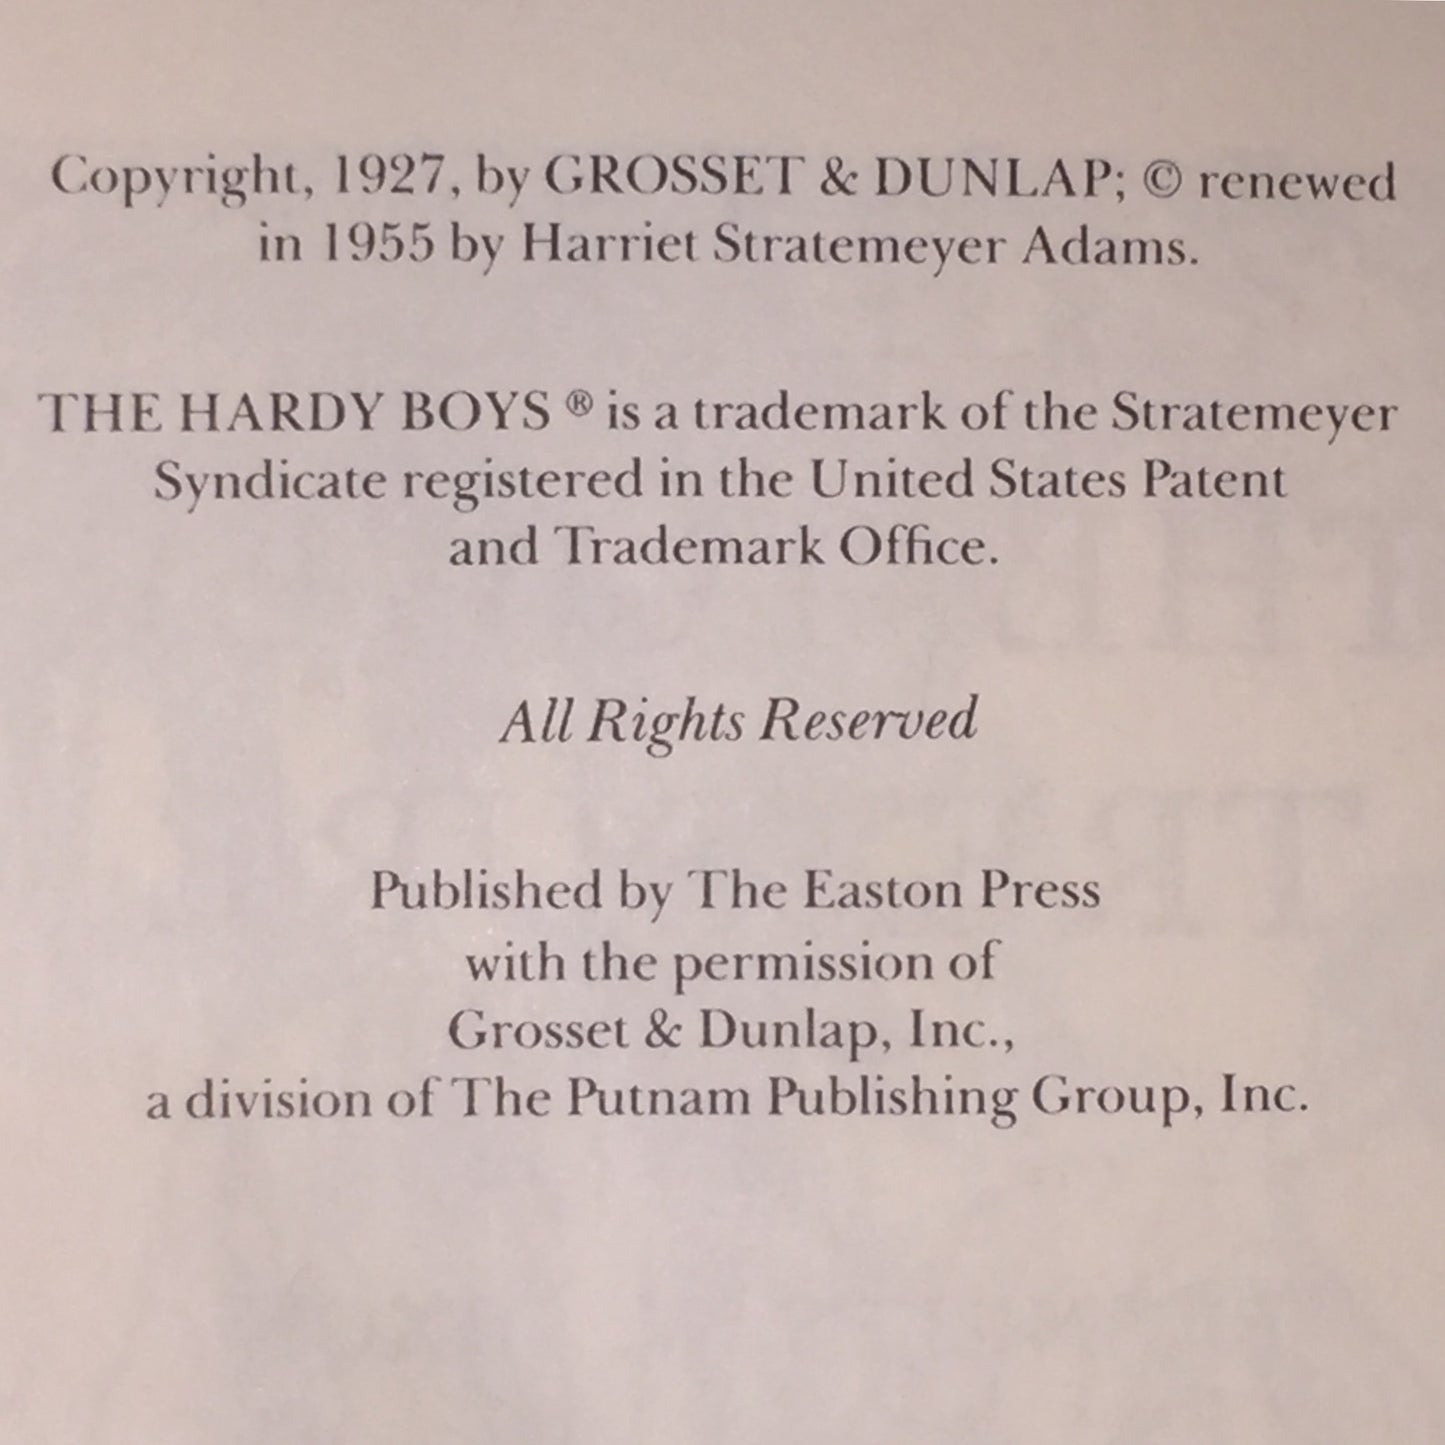 Copyright, 1927, by GROSSET & DUNLAP; © renewed
in 1955 by Harriet Stratemeyer Adams.
THE HARDY BOYS ® is a trademark of the Stratemeyer
Syndicate registered in the United States Patent
and Trademark Office.
All Rights Reserved
Published by The Easton Press
with the permission of
Grosset & Dunlap, Inc.,
a division of The Putnam Publishing Group, Inc.